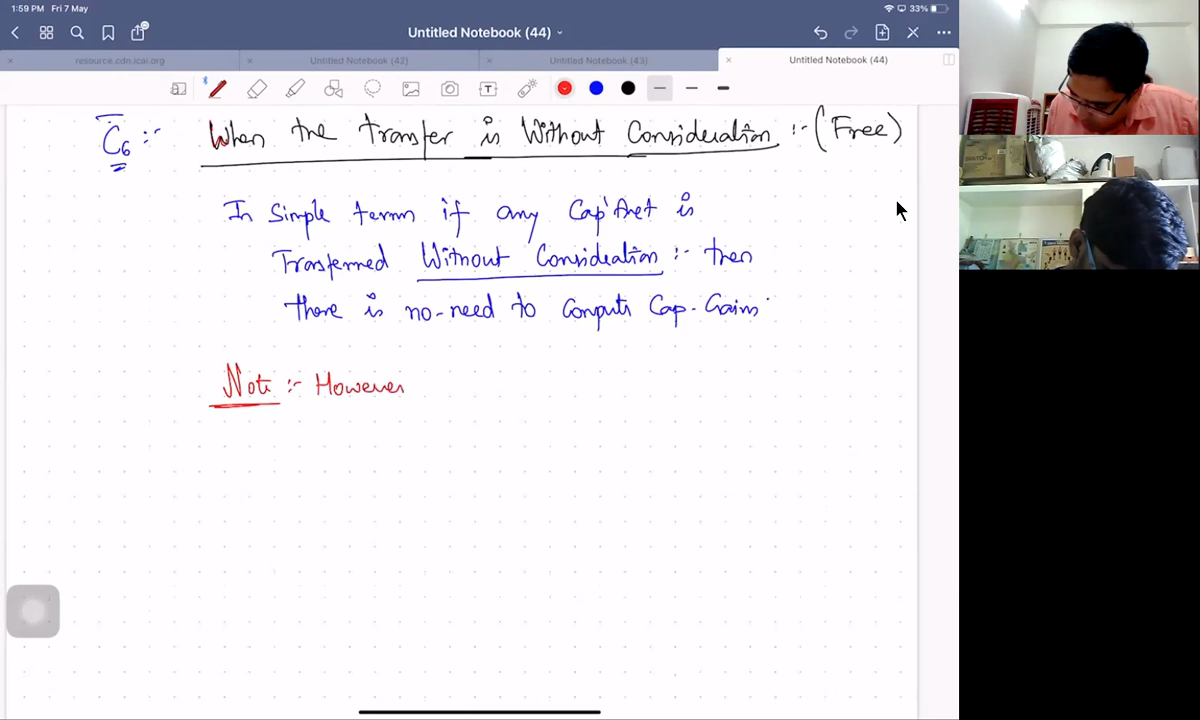 1:59 PM Fri 7 May
33%
Untitled Notebook (44)
resource.cdn.icai.org
Untitled Notebook (42)
Untitled Notebook (43)
Untitled Notebook (44)
C6 :- When the transfer is Without Consideration :- (Free)
In Simple terms if any Cap' Asset is
Transferred Without Consideration :- then
there is no-need to Compute Cap. Gains
Note :- However